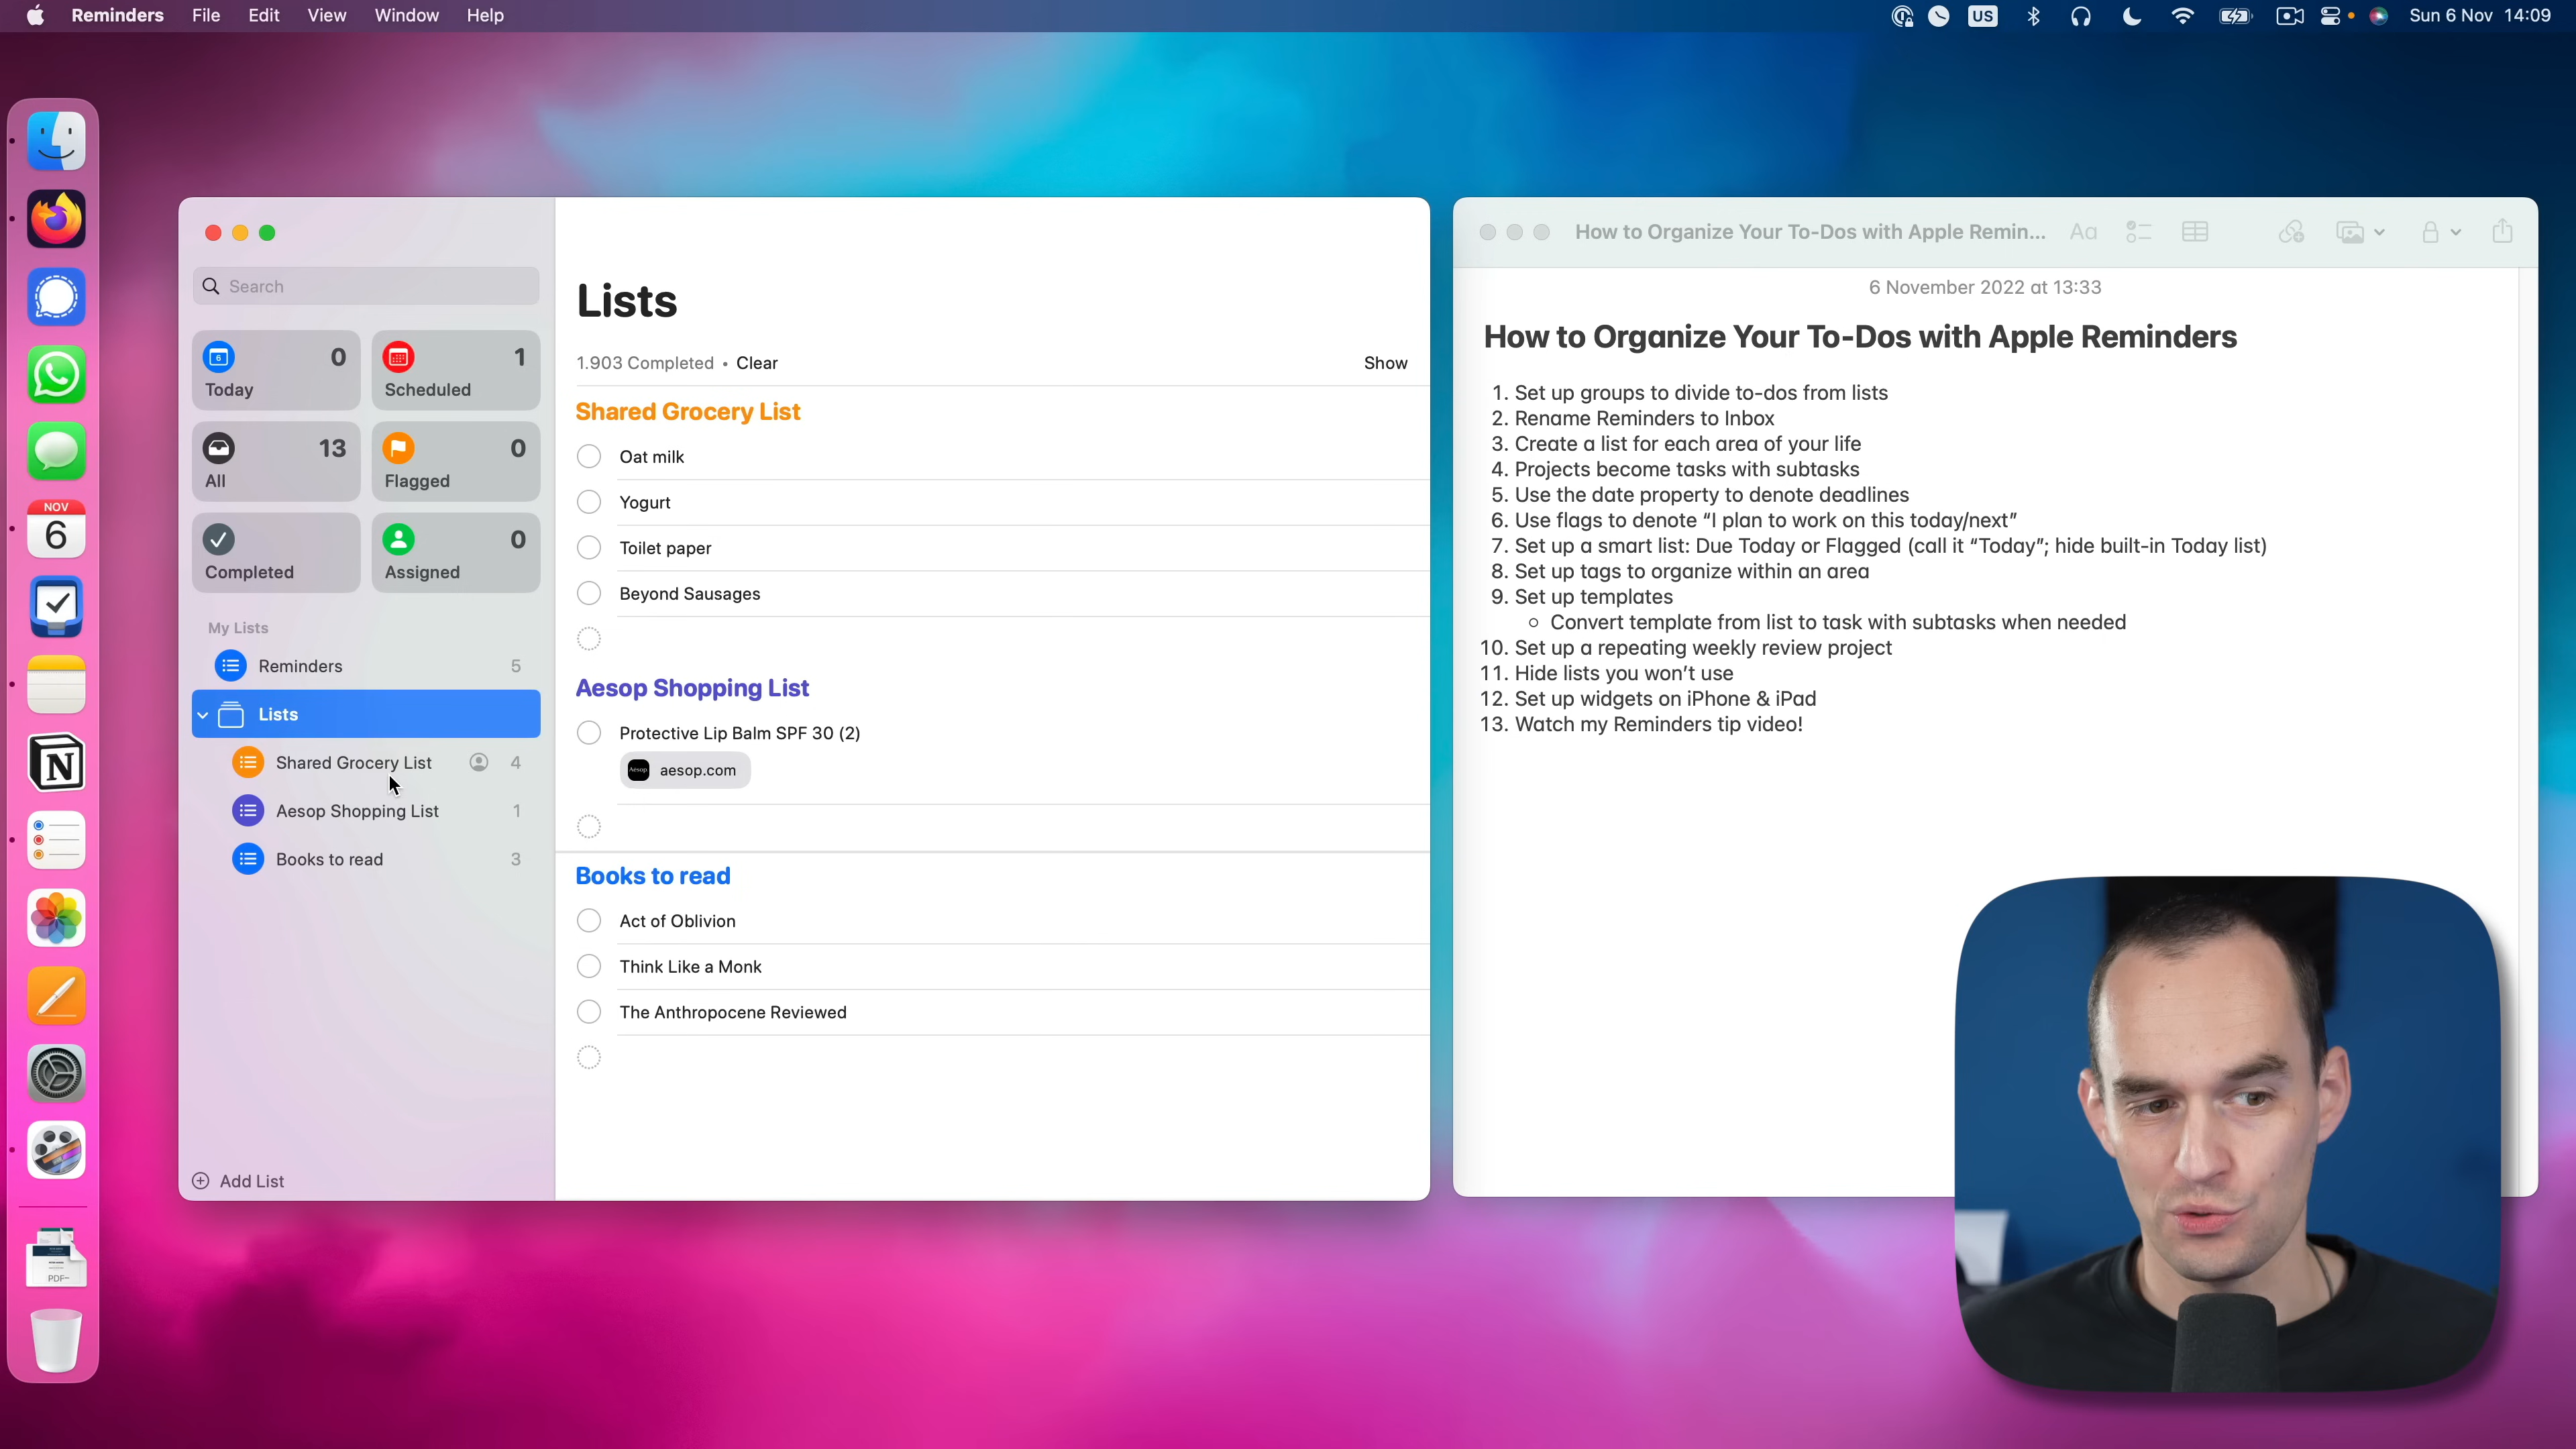 Reminders File Edit View Window Help
US Sun 6 Nov 14:09
NOV
6
N
PDF
Search
6
0
Today
1
Scheduled
13
All
0
Flagged
Completed
0
Assigned
My Lists
Reminders 5
Lists
Shared Grocery List 4
Aesop Shopping List 1
Books to read 3
Add List
Lists
1.903 Completed • Clear Show
Shared Grocery List
Oat milk
Yogurt
Toilet paper
Beyond Sausages
Aesop Shopping List
Protective Lip Balm SPF 30 (2)
Aēsop. aesop.com
Books to read
Act of Oblivion
Think Like a Monk
The Anthropocene Reviewed
How to Organize Your To-Dos with Apple Remin... Aa
6 November 2022 at 13:33
How to Organize Your To-Dos with Apple Reminders
1. Set up groups to divide to-dos from lists
2. Rename Reminders to Inbox
3. Create a list for each area of your life
4. Projects become tasks with subtasks
5. Use the date property to denote deadlines
6. Use flags to denote “I plan to work on this today/next”
7. Set up a smart list: Due Today or Flagged (call it “Today”; hide built-in Today list)
8. Set up tags to organize within an area
9. Set up templates
Convert template from list to task with subtasks when needed
10. Set up a repeating weekly review project
11. Hide lists you won’t use
12. Set up widgets on iPhone & iPad
13. Watch my Reminders tip video!